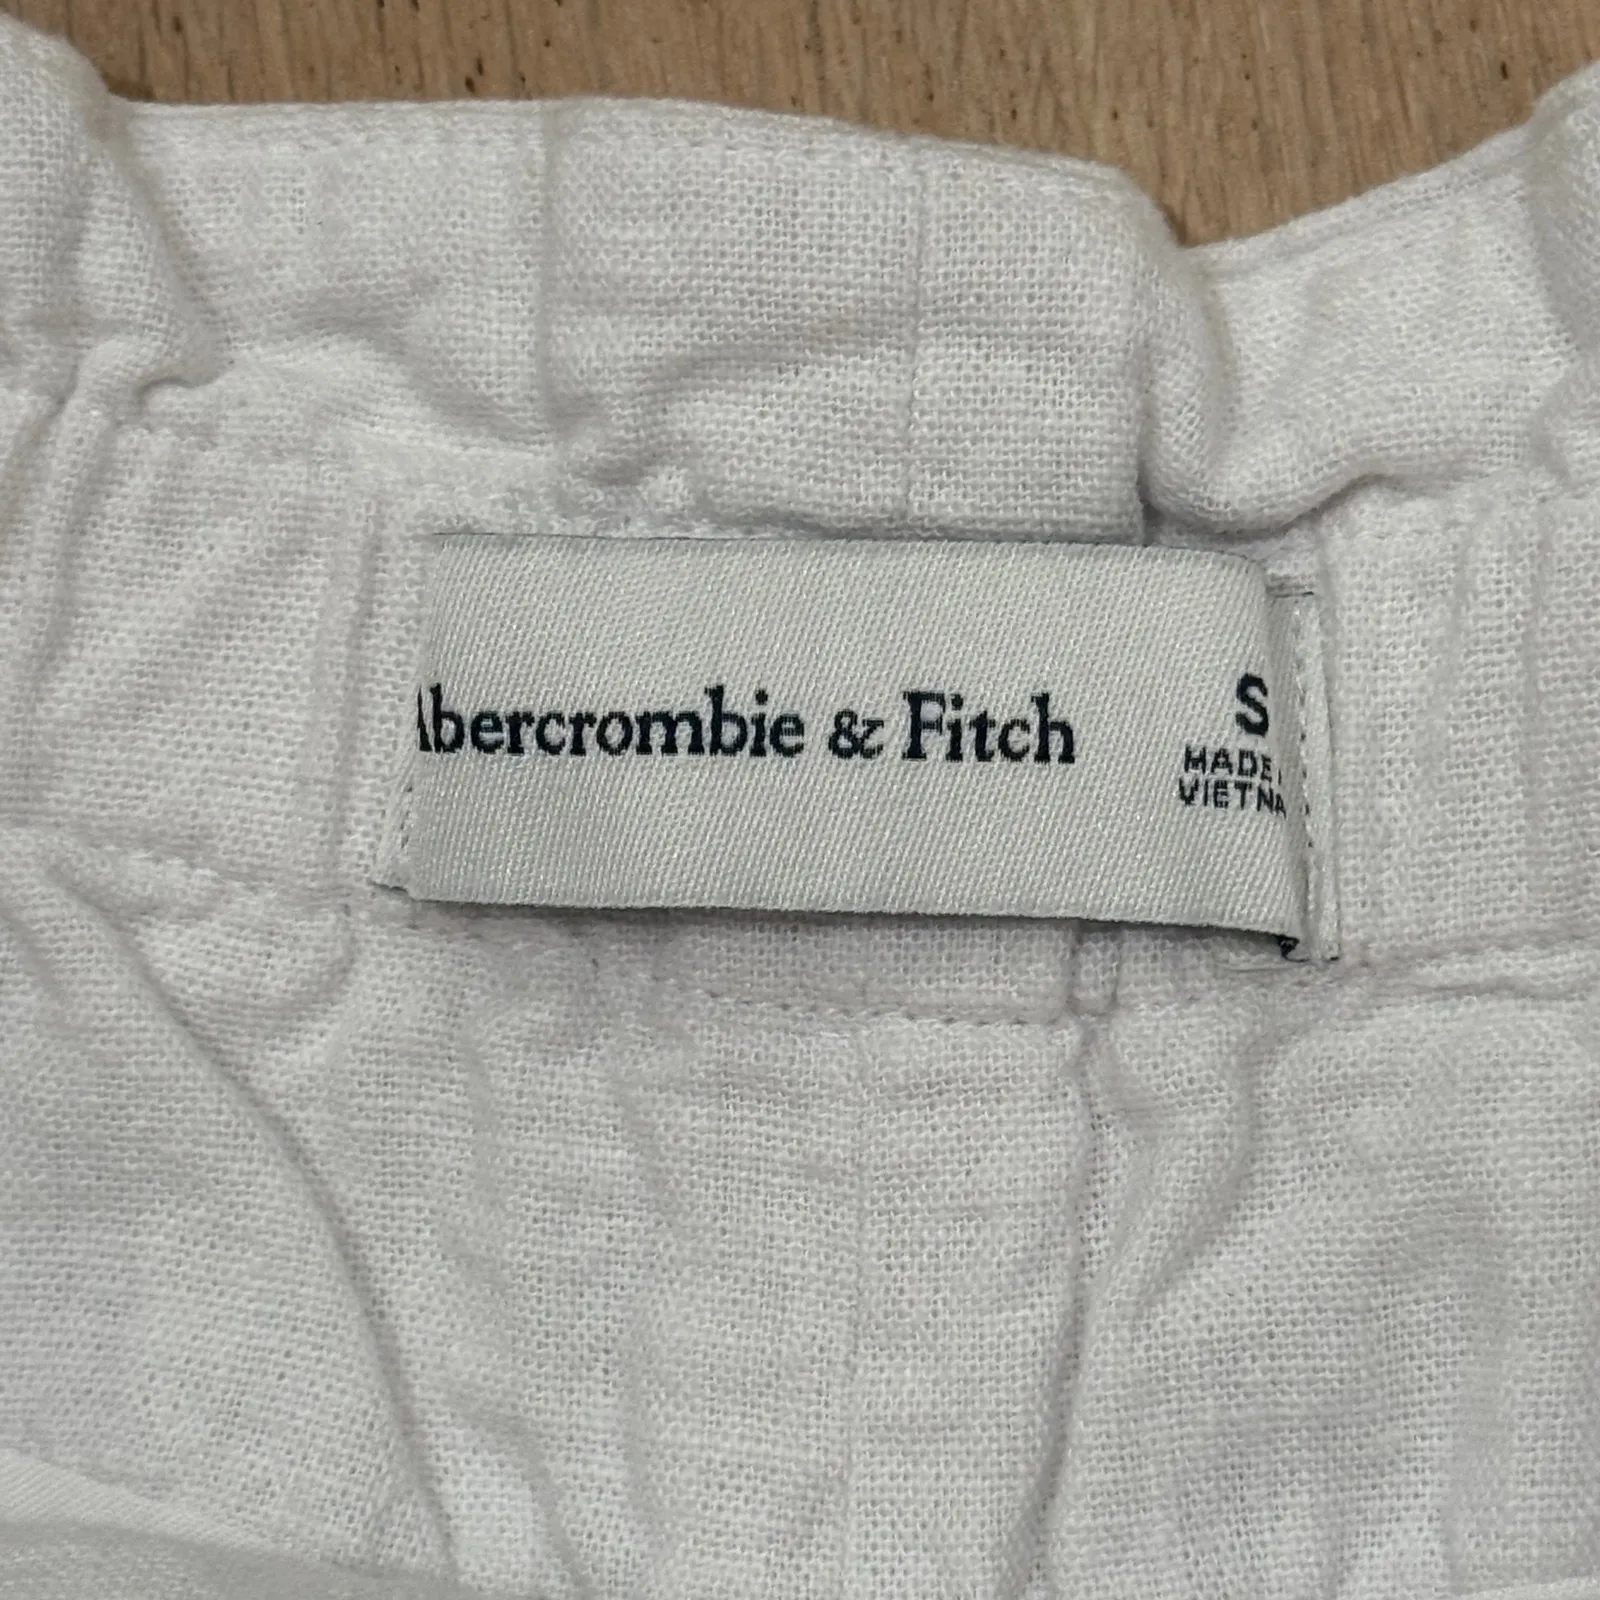 Abercrombie & Fitch
S
MADE
VIETNA